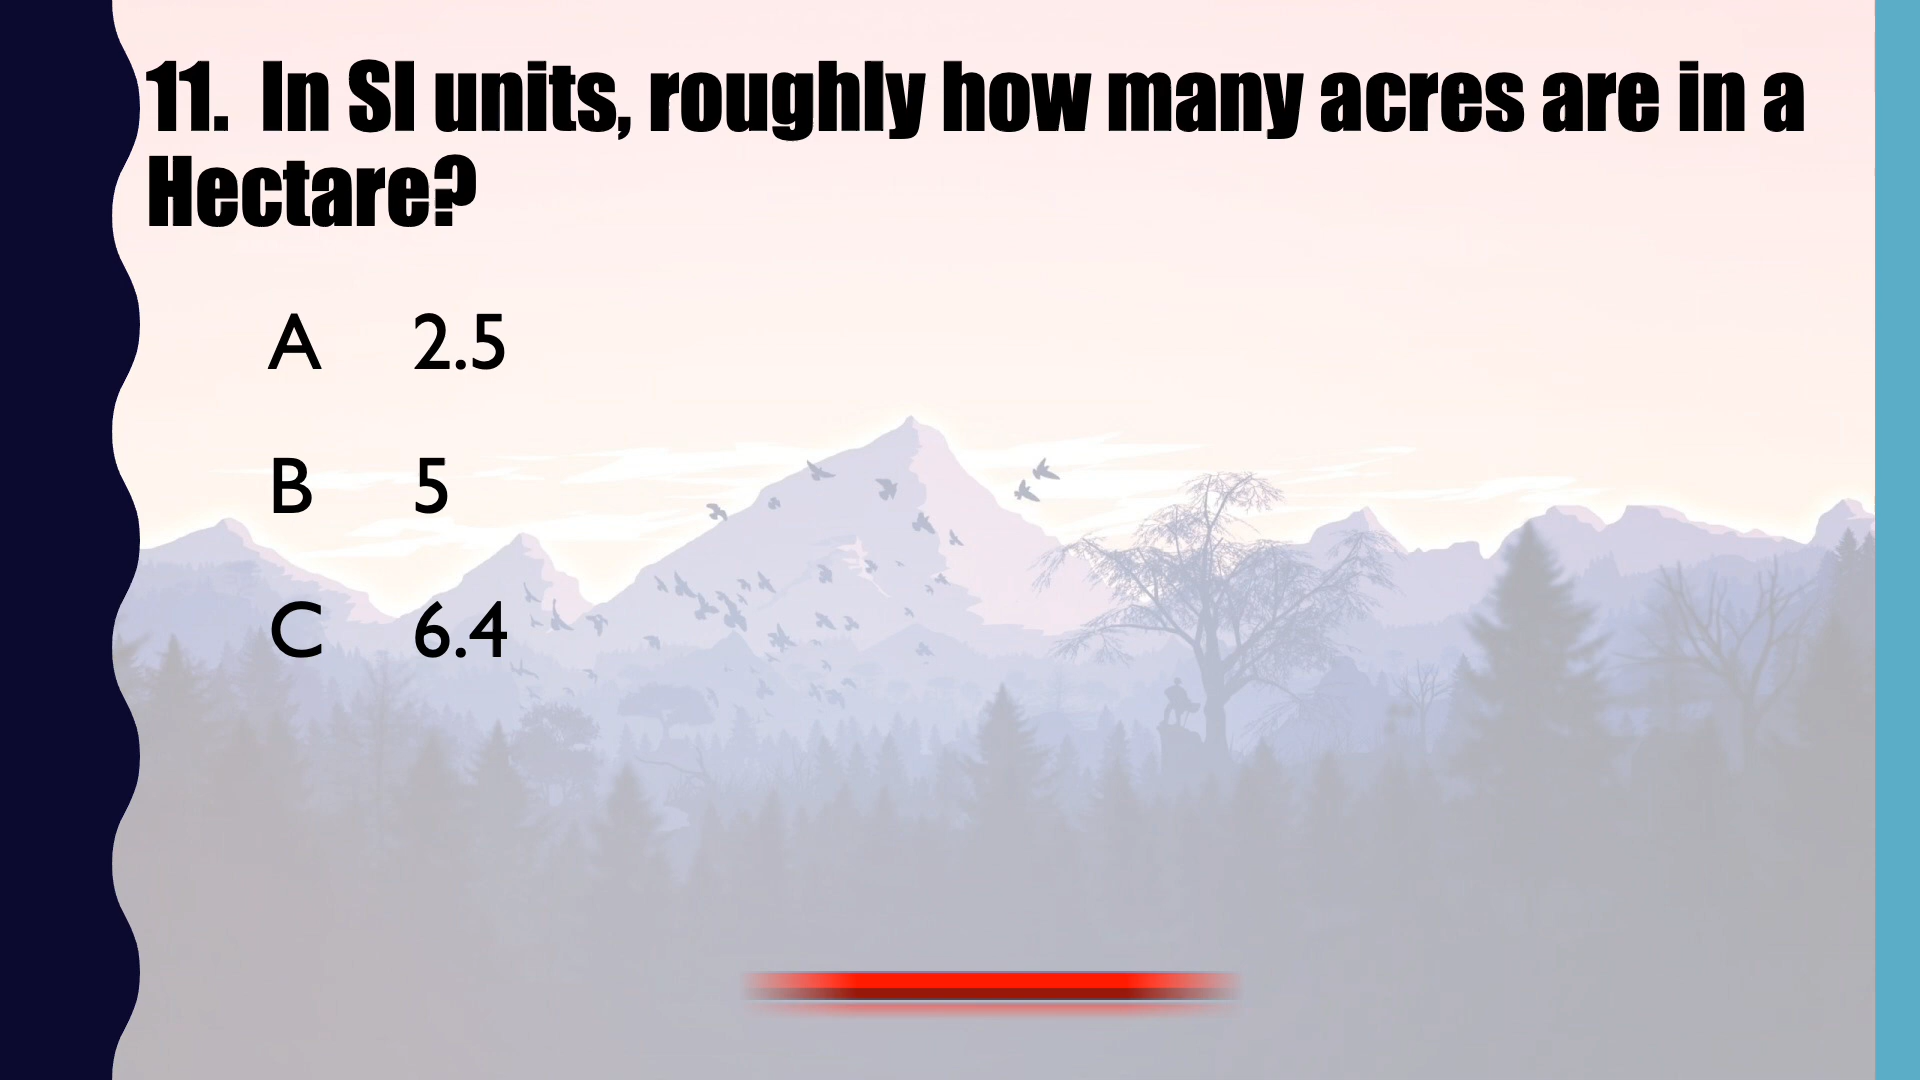 11. In SI units, roughly how many acres are in a
Hectare?
A 2.5
B 5
C 6.4